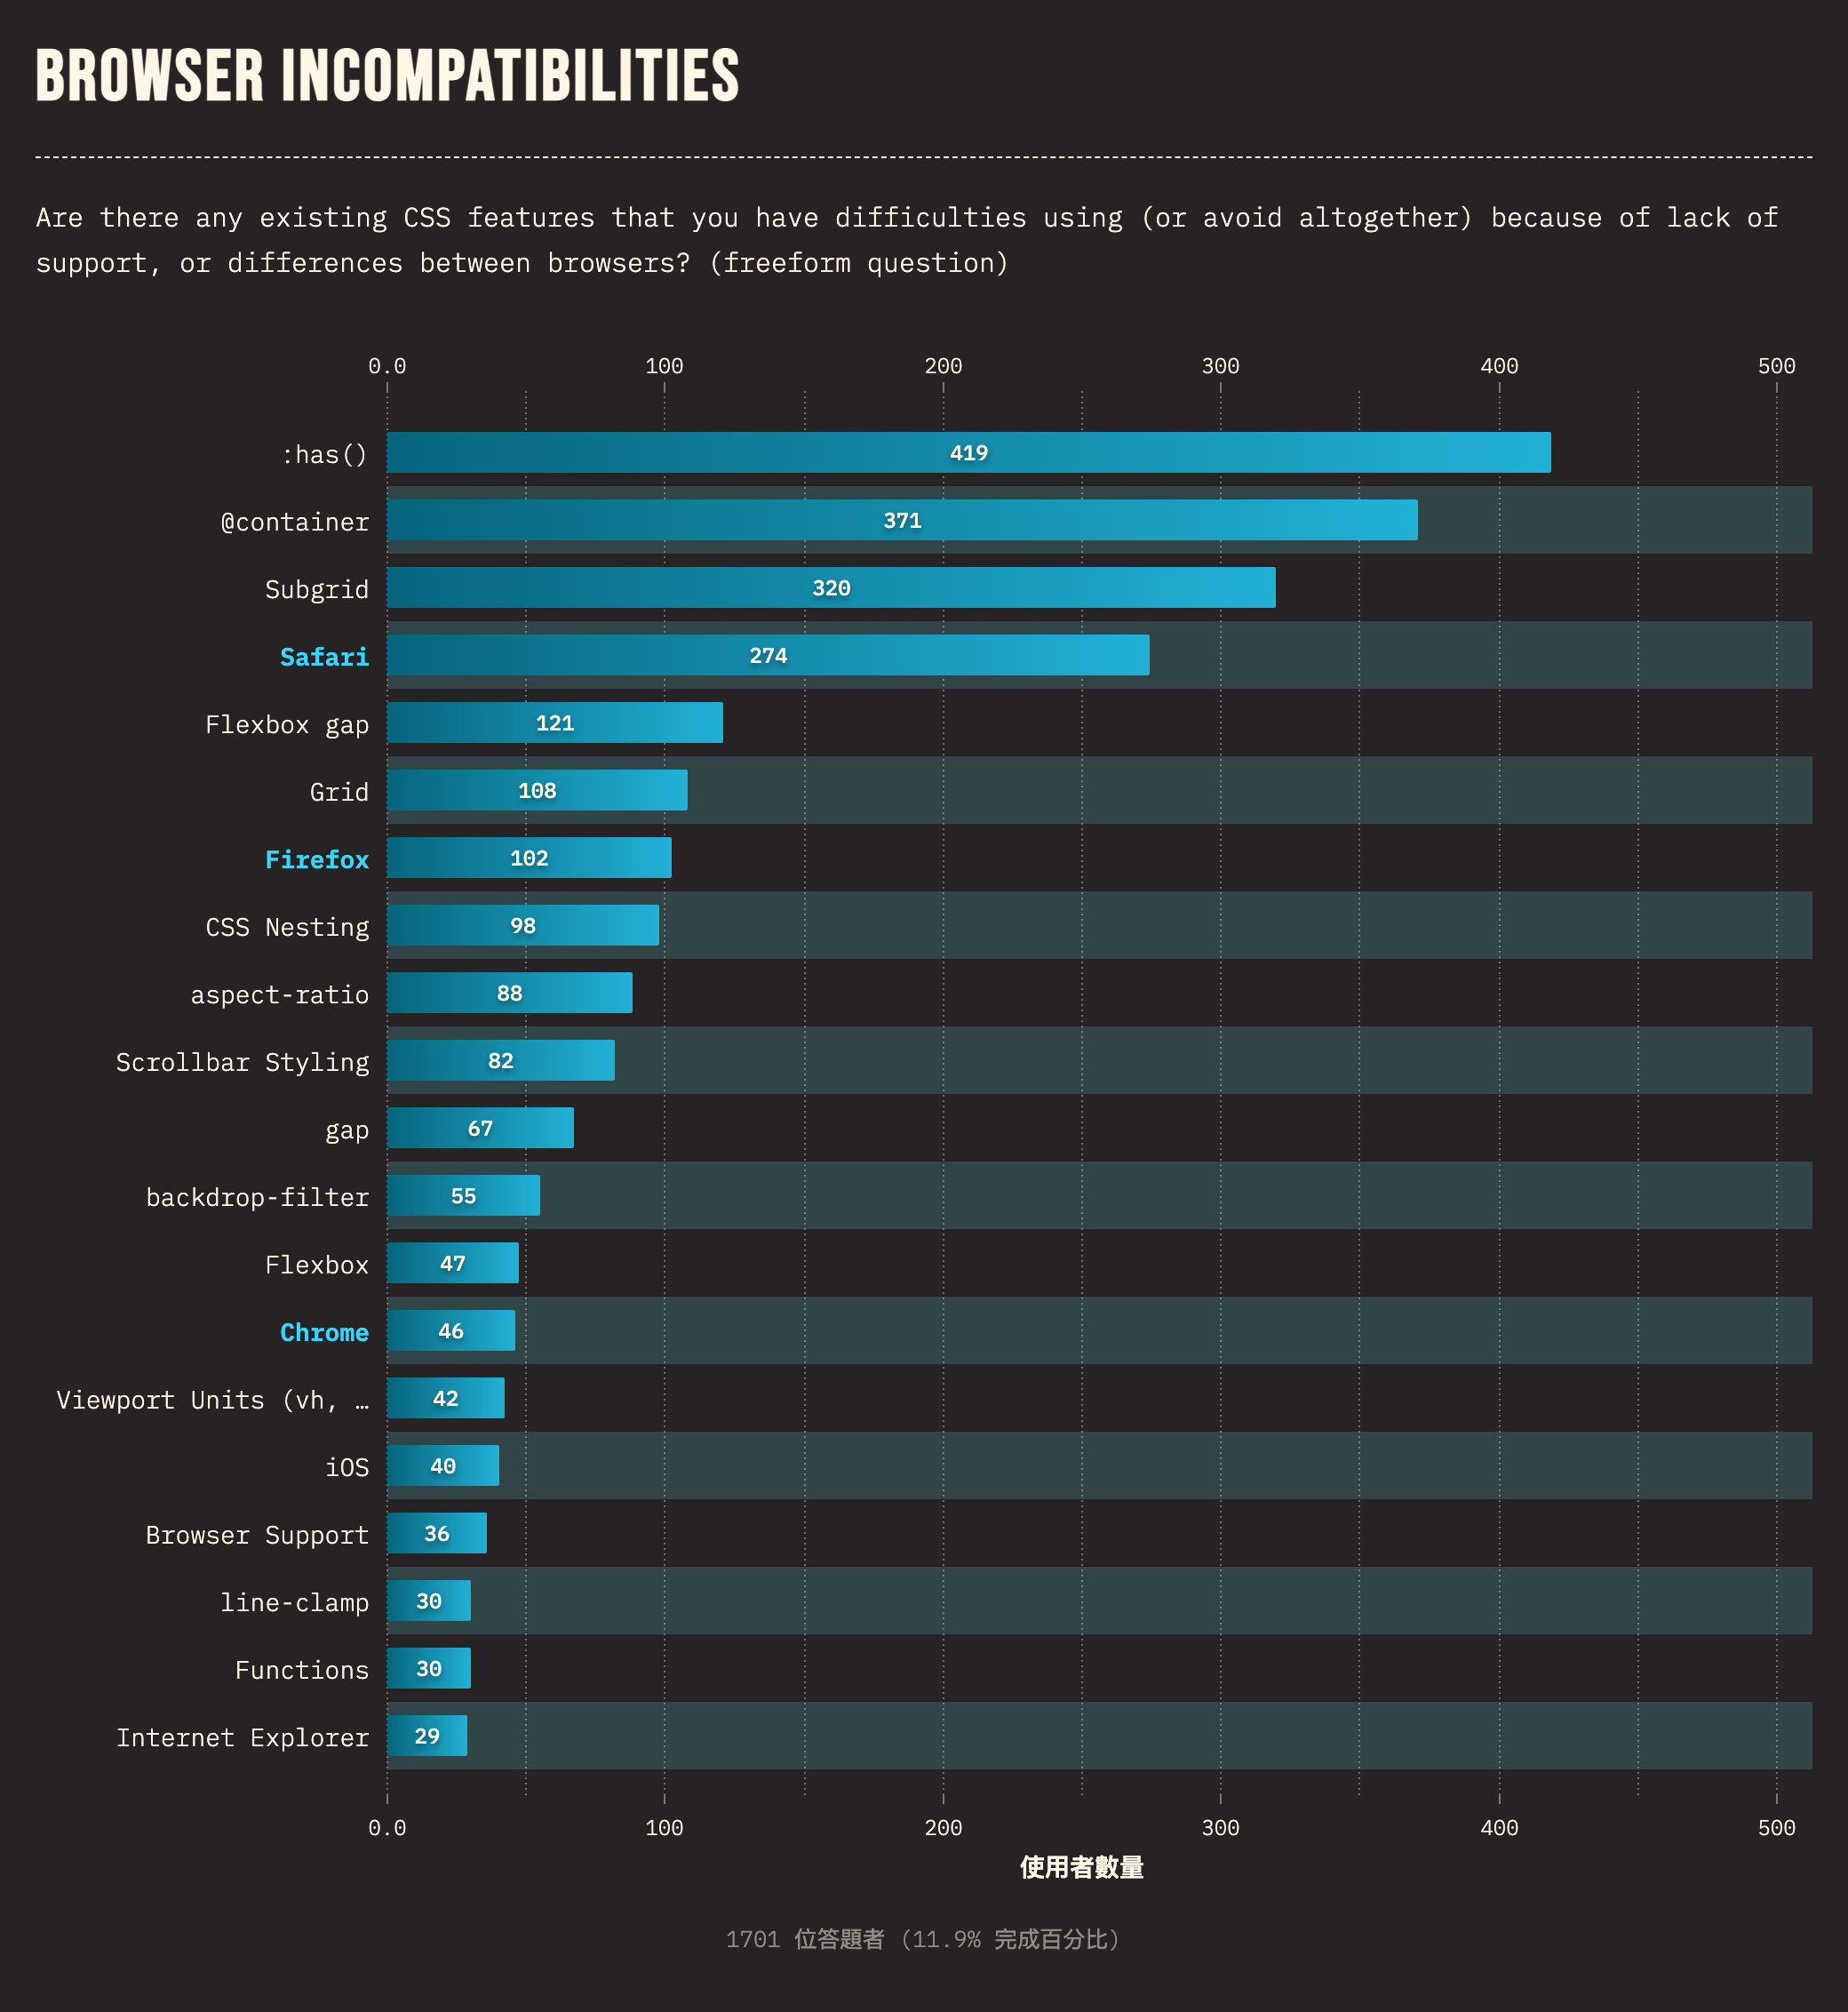 BROWSER INCOMPATIBILITIES
Are there any existing CSS features that you have difficulties using (or avoid altogether) because of lack of
support, or differences between browsers? (freeform question)
0.0 100 200 300 400 500
:has() 419
@container 371
Subgrid 320
Safari 274
Flexbox gap 121
Grid 108
Firefox 102
CSS Nesting 98
aspect-ratio 88
Scrollbar Styling 82
gap 67
backdrop-filter 55
Flexbox 47
Chrome 46
Viewport Units (vh, … 42
iOS 40
Browser Support 36
line-clamp 30
Functions 30
Internet Explorer 29
0.0 100 200 300 400 500
使用者數量
1701 位答題者 (11.9% 完成百分比)